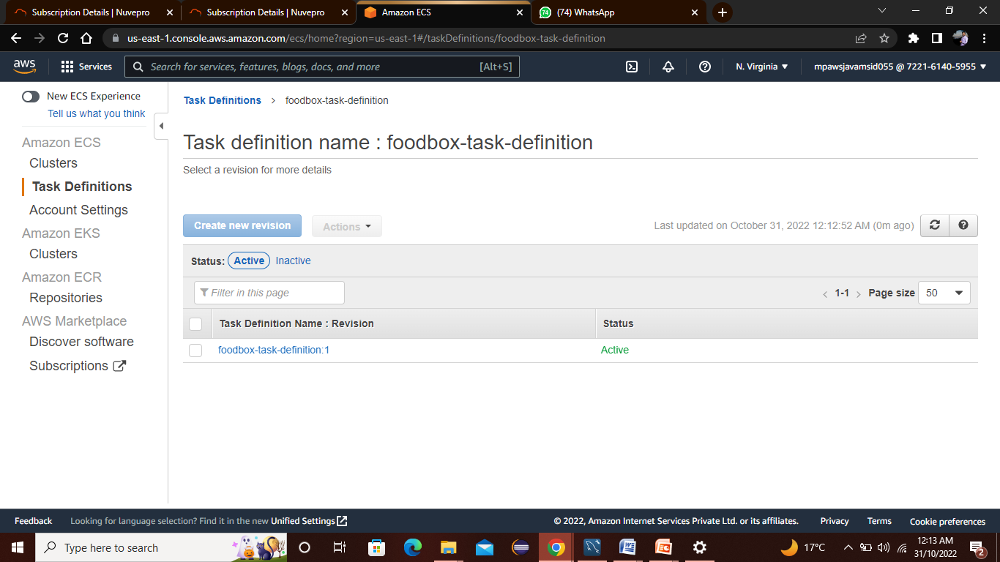 Subscription Details | Nuvepro
Subscription Details | Nuvepro
Amazon ECS
74
(74) WhatsApp
us-east-1.console.aws.amazon.com/ecs/home?region=us-east-1#/taskDefinitions/foodbox-task-definition
aws
Services
Search for services, features, blogs, docs, and more
[Alt+S]
N. Virginia
mpawsjavamsid055 @ 7221-6140-5955
New ECS Experience
Tell us what you think
Amazon ECS
Clusters
Task Definitions
Account Settings
Amazon EKS
Clusters
Amazon ECR
Repositories
AWS Marketplace
Discover software
Subscriptions
Task Definitions
foodbox-task-definition
Task definition name : foodbox-task-definition
Select a revision for more details
Create new revision
Actions
Last updated on October 31, 2022 12:12:52 AM (0m ago)
Status: Active Inactive
Filter in this page
1-1
Page size 50
Task Definition Name : Revision
Status
foodbox-task-definition:1
Active
Feedback
Looking for language selection? Find it in the new Unified Settings
© 2022, Amazon Internet Services Private Ltd. or its affiliates.
Privacy
Terms
Cookie preferences
Type here to search
17°C
12:13 AM
31/10/2022
2